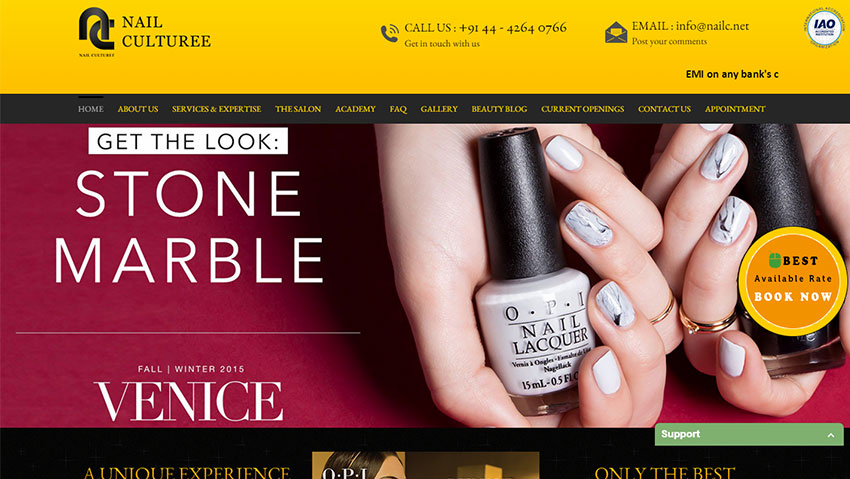 NAIL
CULTUREE
NAIL CULTUREE
CALL US : +91 44 - 4264 0766
Get in touch with us
EMAIL : info@nailc.net
Post your comments
IAO
EMI on any bank's c
HOME ABOUT US SERVICES & EXPERTISE THE SALON ACADEMY FAQ GALLERY BEAUTY BLOG CURRENT OPENINGS CONTACT US APPOINTMENT
GET THE LOOK:
STONE
MARBLE
FALL | WINTER 2015
VENICE
O·P·I
NAIL
LACQUER
Vernis à Ongles - Esmalte de Uñas
Nagellack
15 mL - 0.5 Fl
BEST
Available Rate
BOOK NOW
Support
A UNIQUE EXPERIENCE
O·P·I
ONLY THE BEST